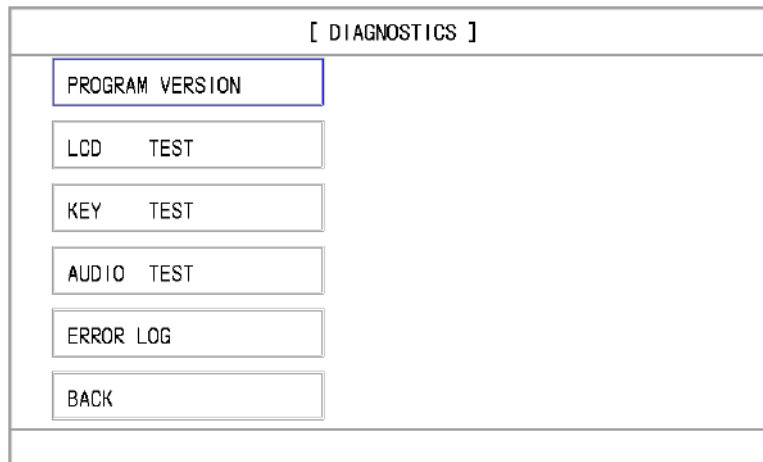 [ DIAGNOSTICS ]
PROGRAM VERSION
LCD TEST
KEY TEST
AUDIO TEST
ERROR LOG
BACK